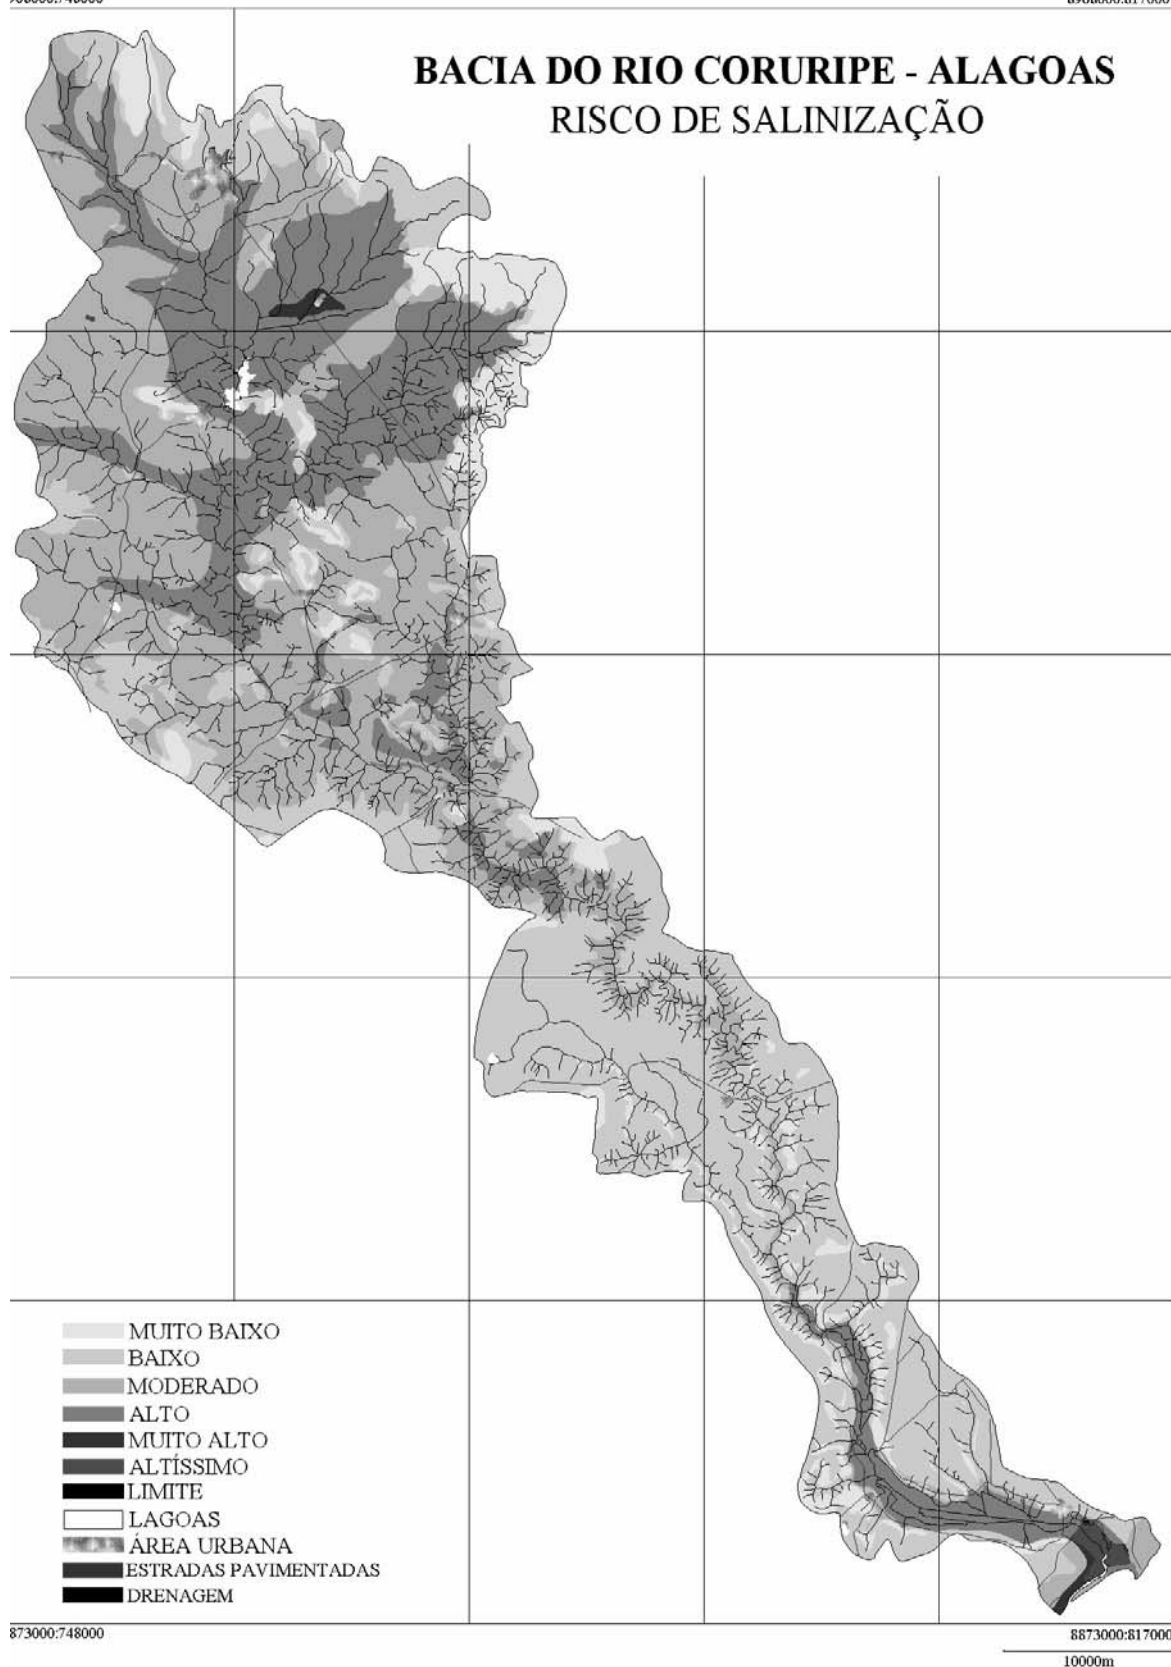 BACIA DO RIO CORURIPE - ALAGOAS
RISCO DE SALINIZAÇÃO
MUITO BAIXO
BAIXO
MODERADO
ALTO
MUITO ALTO
ALTÍSSIMO
LIMITE
LAGOAS
ÁREA URBANA
ESTRADAS PAVIMENTADAS
DRENAGEM
873000:748000
8873000:817000
10000m